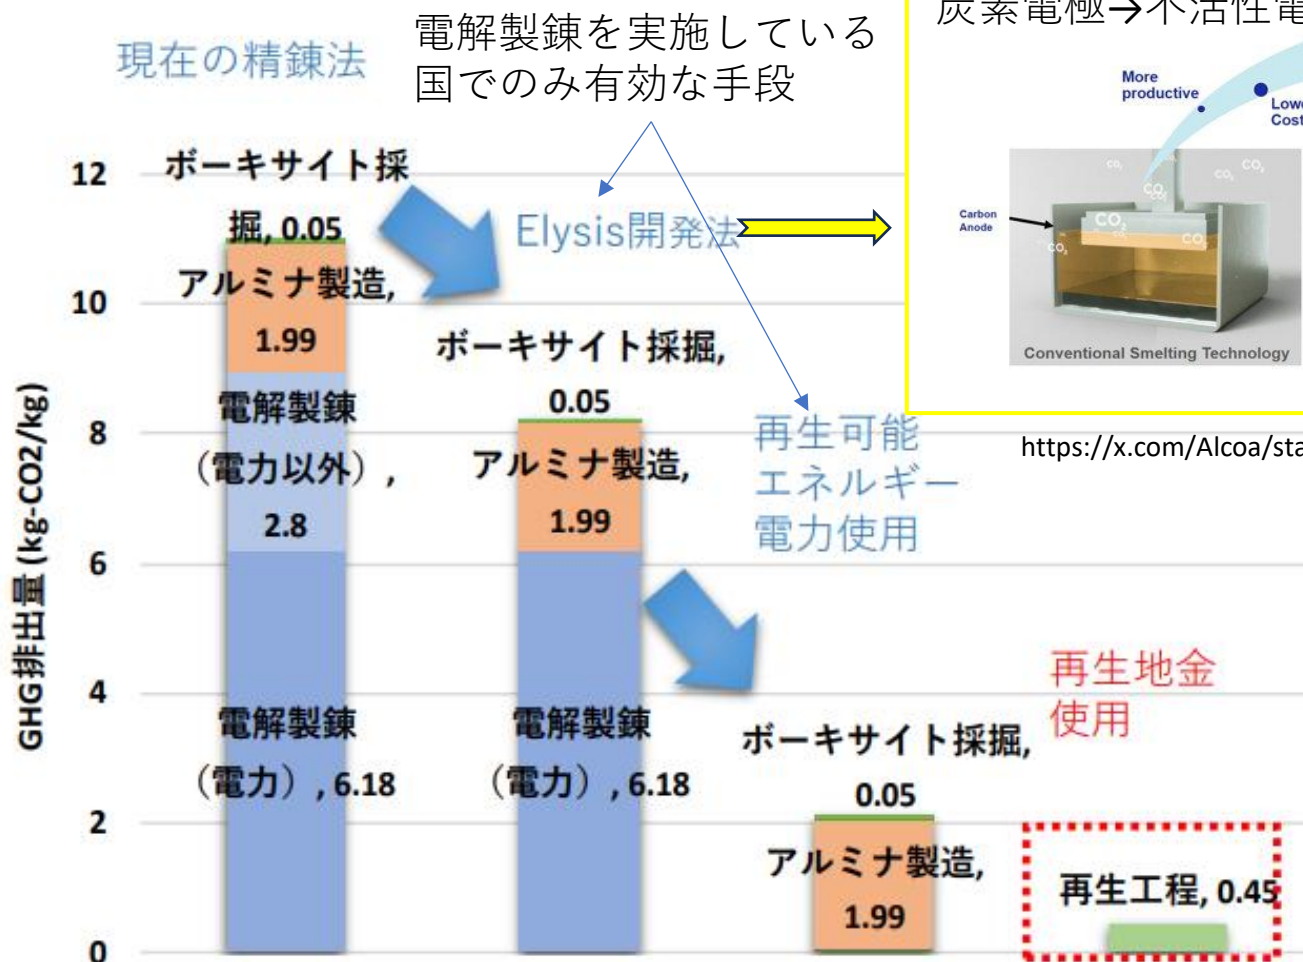 現在の精錬法
電解製錬を実施している
国でのみ有効な手段
炭素電極→不活性電
More
productive
Lowe
Cost
CO₂
CO₂
CO₂
CO₂
CO₂
CO₂
CO₂
Carbon
Anode
Conventional Smelting Technology
https://x.com/Alcoa/sta
GHG排出量 (kg-CO2/kg)
12
10
8
6
4
2
0
ボーキサイト採
掘, 0.05
アルミナ製造,
1.99
電解製錬
（電力以外）,
2.8
電解製錬
（電力）, 6.18
Elysis開発法
ボーキサイト採掘,
0.05
アルミナ製造,
1.99
電解製錬
（電力）, 6.18
再生可能
エネルギー
電力使用
ボーキサイト採掘,
0.05
アルミナ製造,
1.99
再生地金
使用
再生工程, 0.45